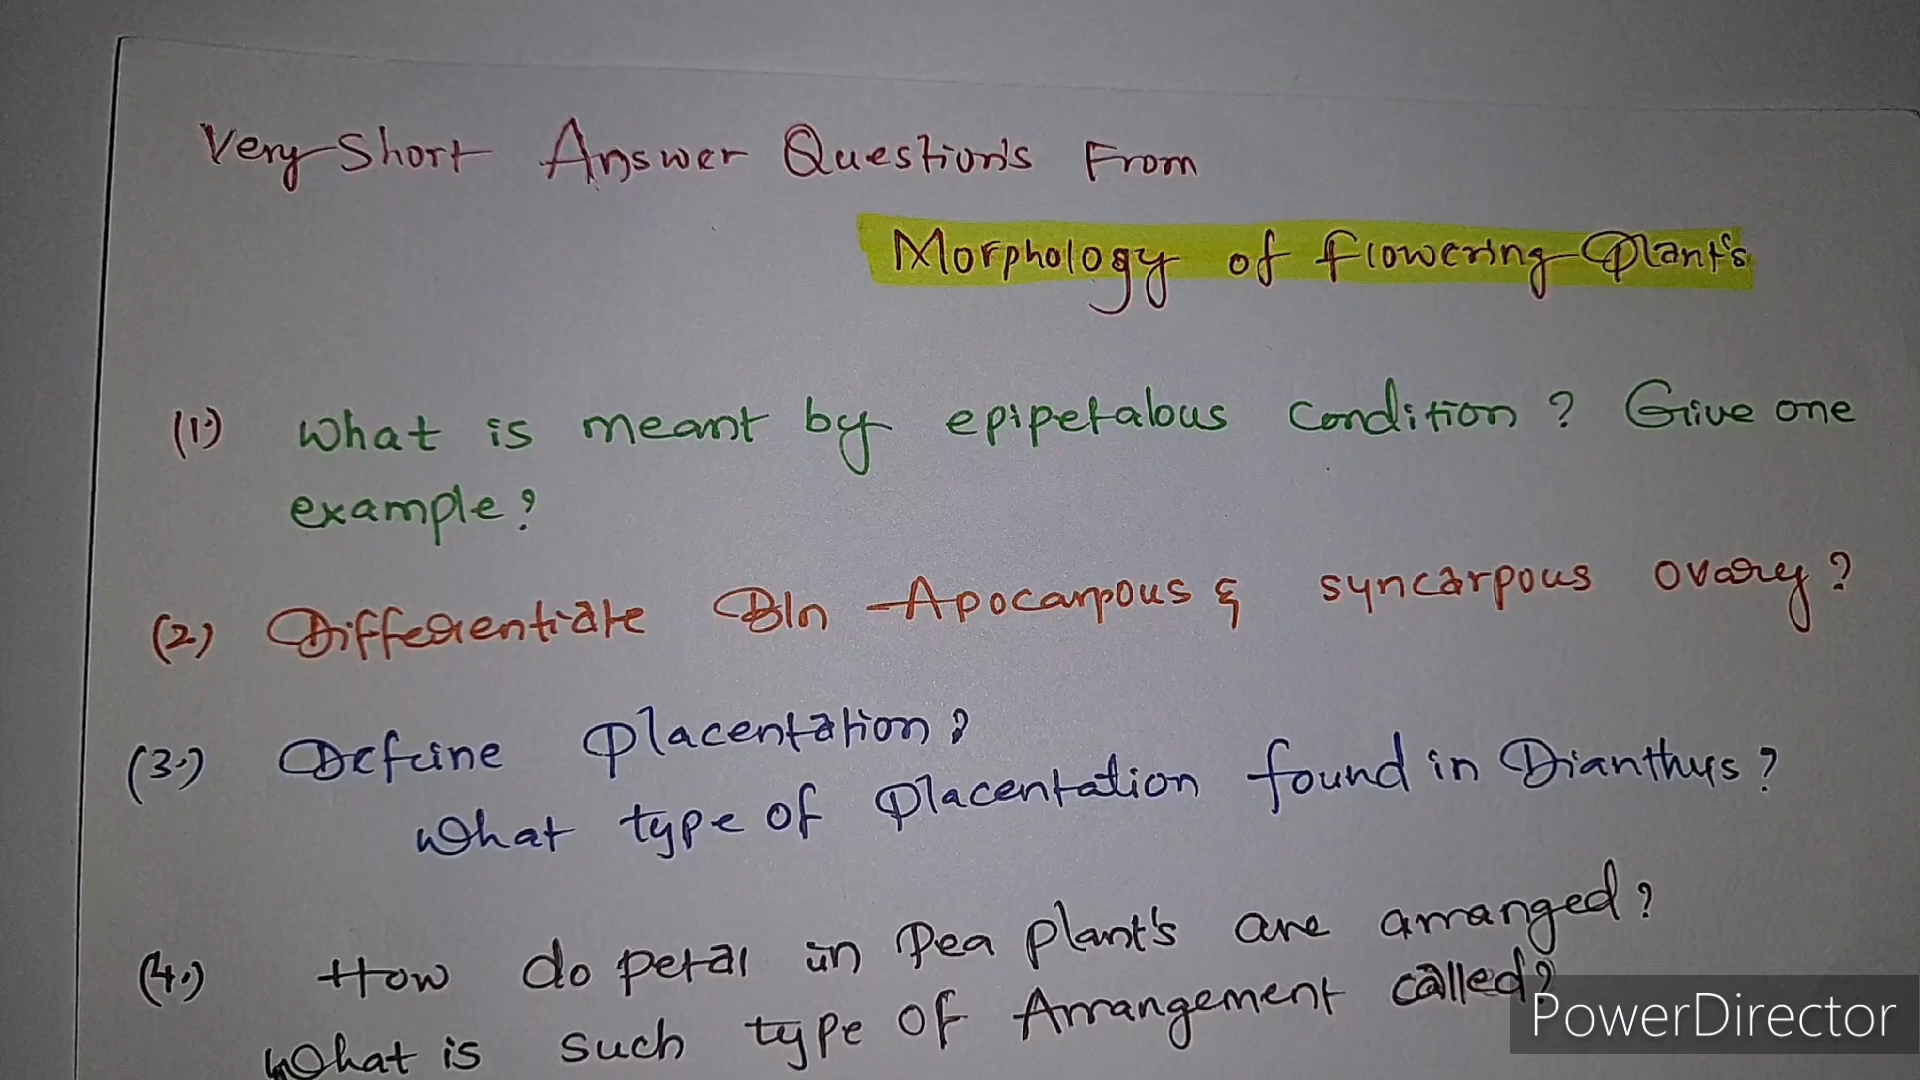 Very Short Answer Question's From
Morphology of flowering Plant's
(1.) What is meant by epipetalous condition? Give one
example?
(2) Differentiate B/n Apocarpous & syncarpous ovary?
(3.) Define Placentation?
What type of Placentation found in Dianthus?
(4.) How do petal in Pea plant's are arranged?
What is such type of Arrangement called?
PowerDirector